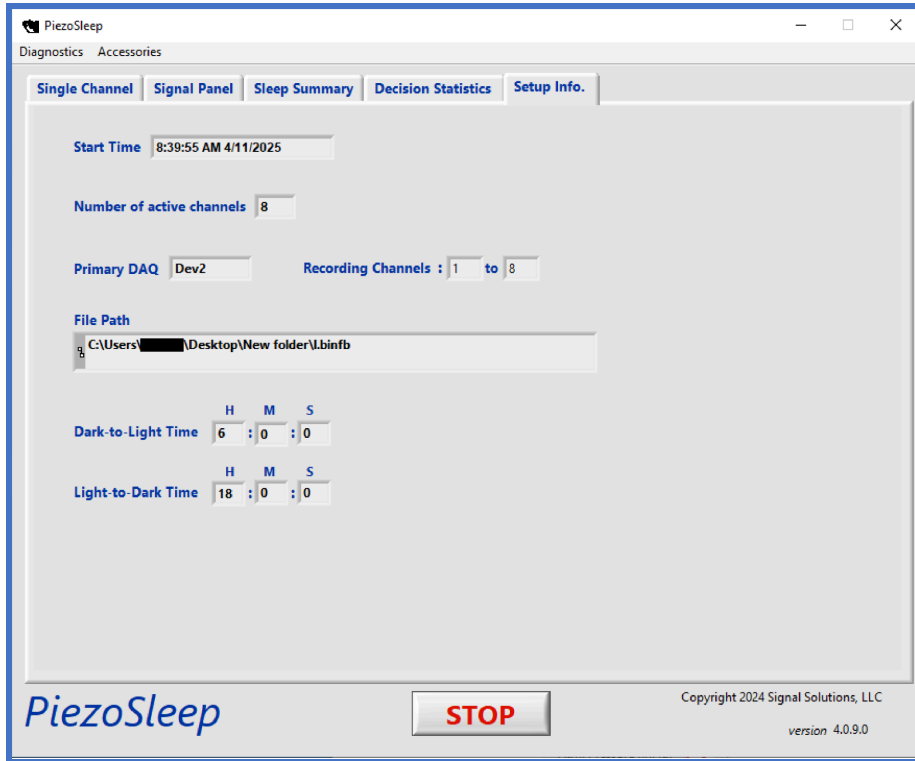 PiezoSleep
Diagnostics Accessories
Single Channel Signal Panel Sleep Summary Decision Statistics Setup Info.
Start Time 8:39:55 AM 4/11/2025
Number of active channels 8
Primary DAQ Dev2 Recording Channels : 1 to 8
File Path
C:\Users\ \Desktop\New folder\l.binfb
H M S
Dark-to-Light Time 6 : 0 : 0
H M S
Light-to-Dark Time 18 : 0 : 0
PiezoSleep STOP Copyright 2024 Signal Solutions, LLC
version 4.0.9.0